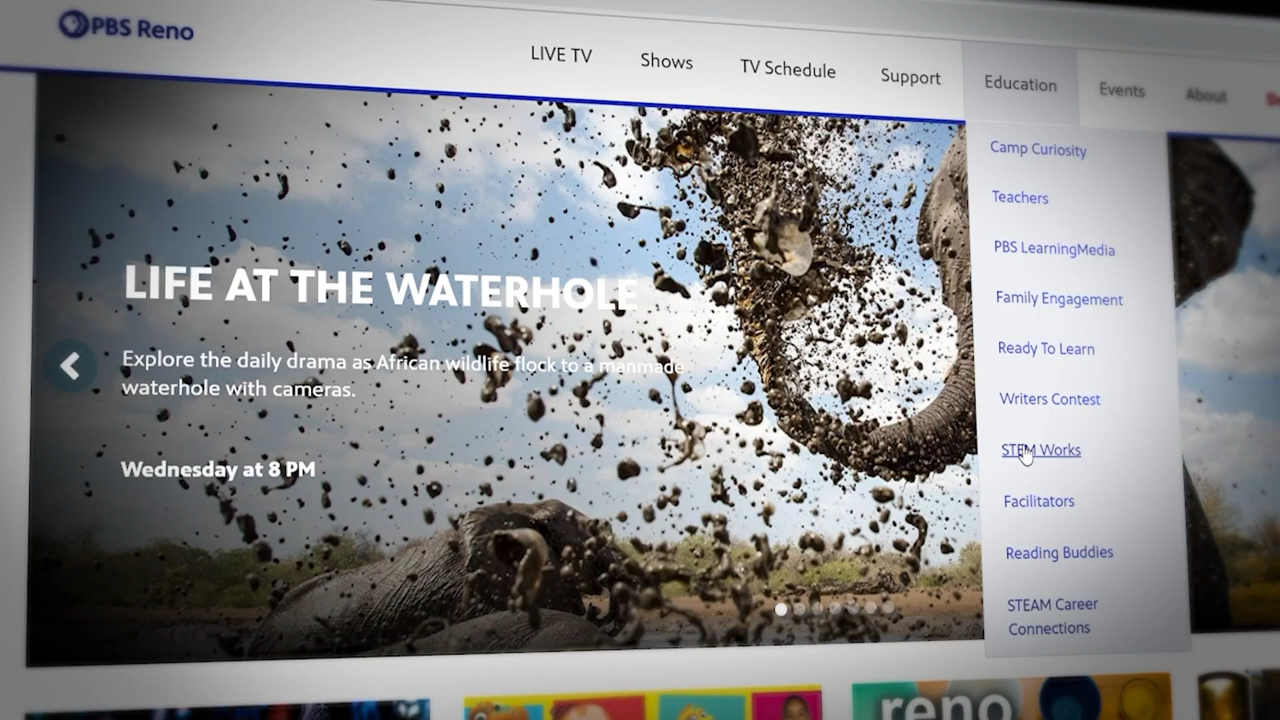 PBS Reno
LIVE TV
Shows
TV Schedule
Support
Education
Events
About
Camp Curiosity
Teachers
PBS LearningMedia
Family Engagement
Ready To Learn
Writers Contest
STEM Works
Facilitators
Reading Buddies
STEAM Career
Connections
LIFE AT THE WATERHOLE
Explore the daily drama as African wildlife flock to a manmade
waterhole with cameras.
Wednesday at 8 PM
reno